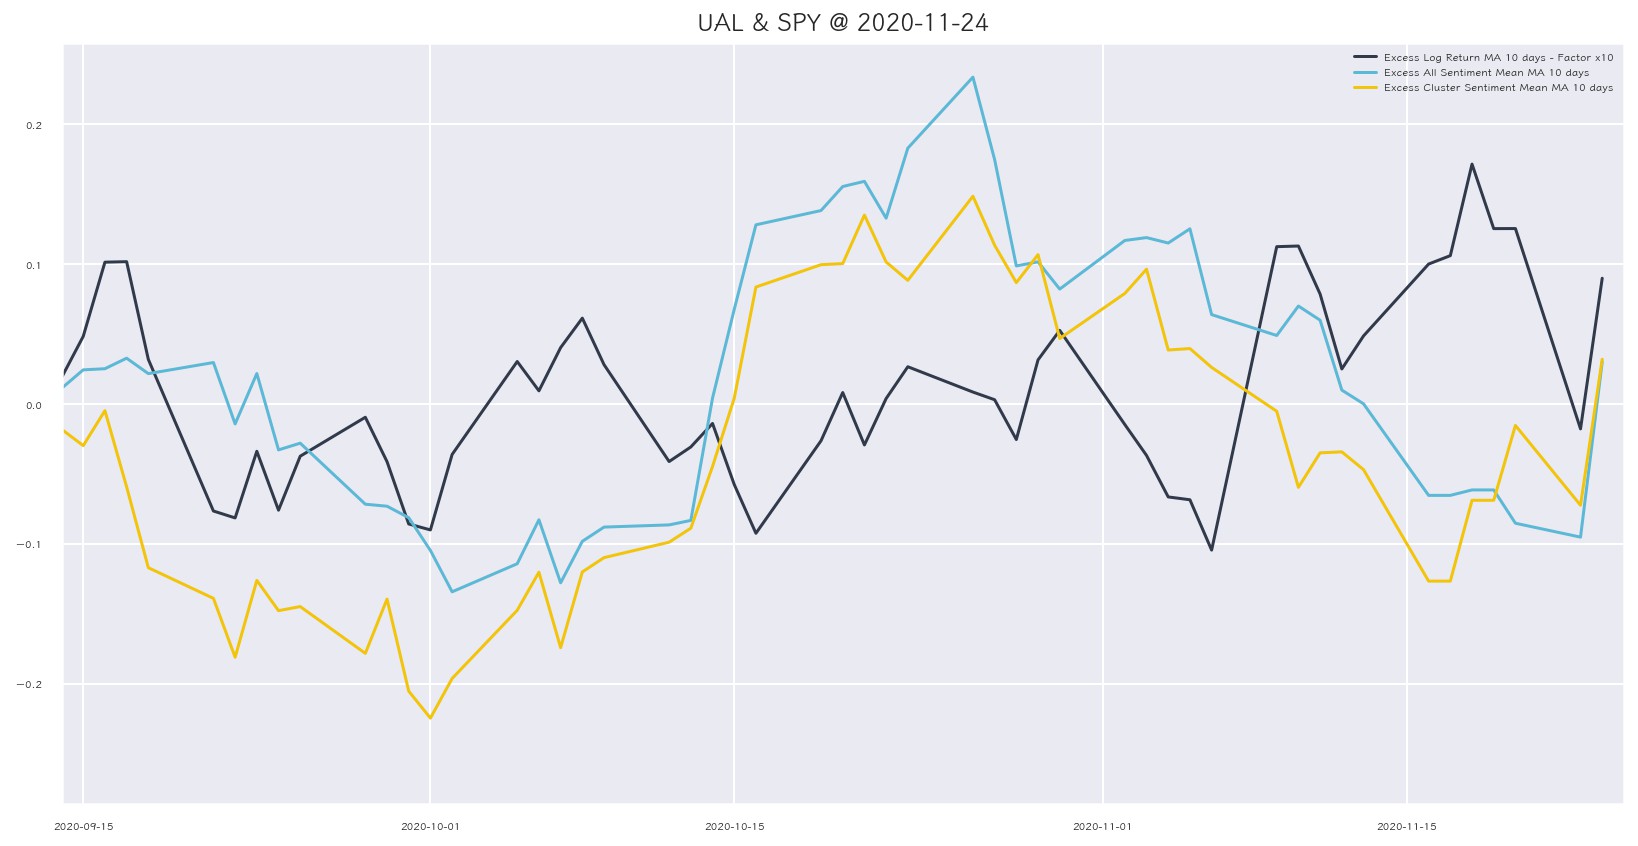 UAL & SPY @ 2020-11-24
Excess Log Return MA 10 days - Factor x10
Excess All Sentiment Mean MA 10 days
Excess Cluster Sentiment Mean MA 10 days
0.2
0.1
0.0
−0.1
−0.2
2020-09-15
2020-10-01
2020-10-15
2020-11-01
2020-11-15